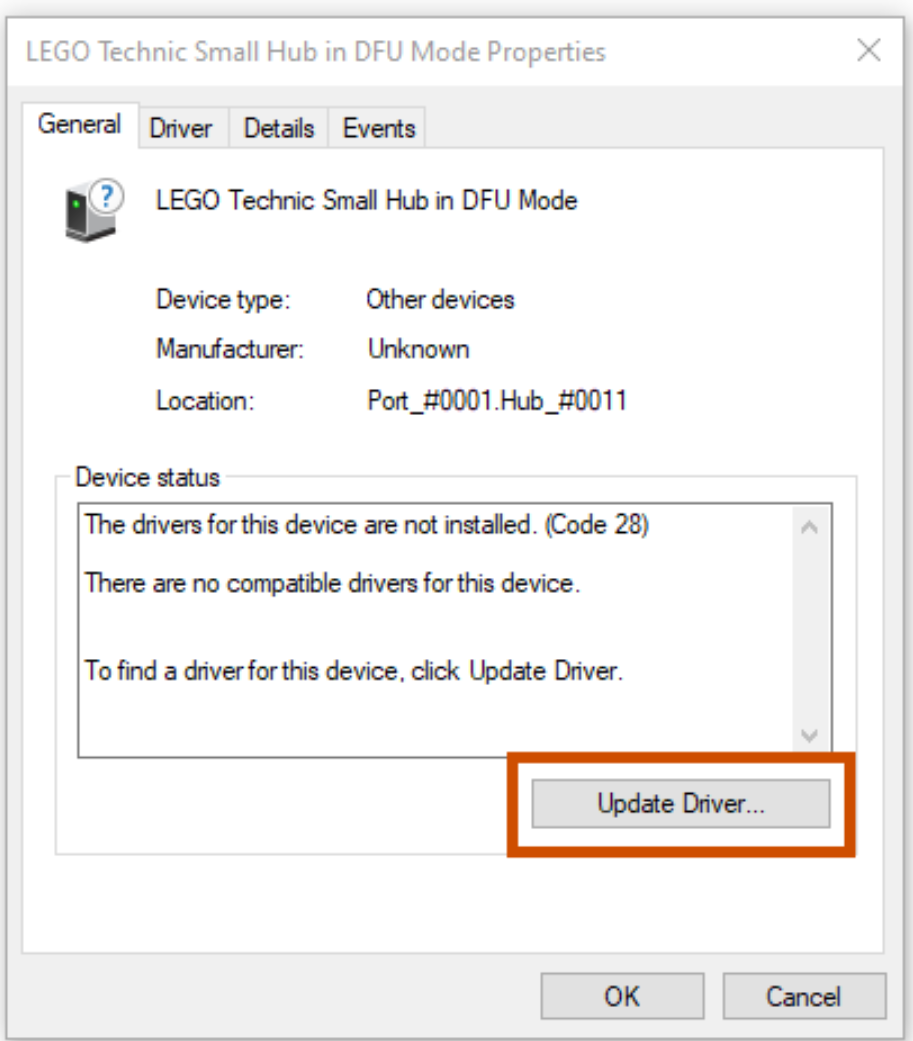 LEGO Technic Small Hub in DFU Mode Properties
General Driver Details Events
?
LEGO Technic Small Hub in DFU Mode
Device type: Other devices
Manufacturer: Unknown
Location: Port_#0001.Hub_#0011
Device status
The drivers for this device are not installed. (Code 28)
There are no compatible drivers for this device.
To find a driver for this device, click Update Driver.
Update Driver...
OK Cancel